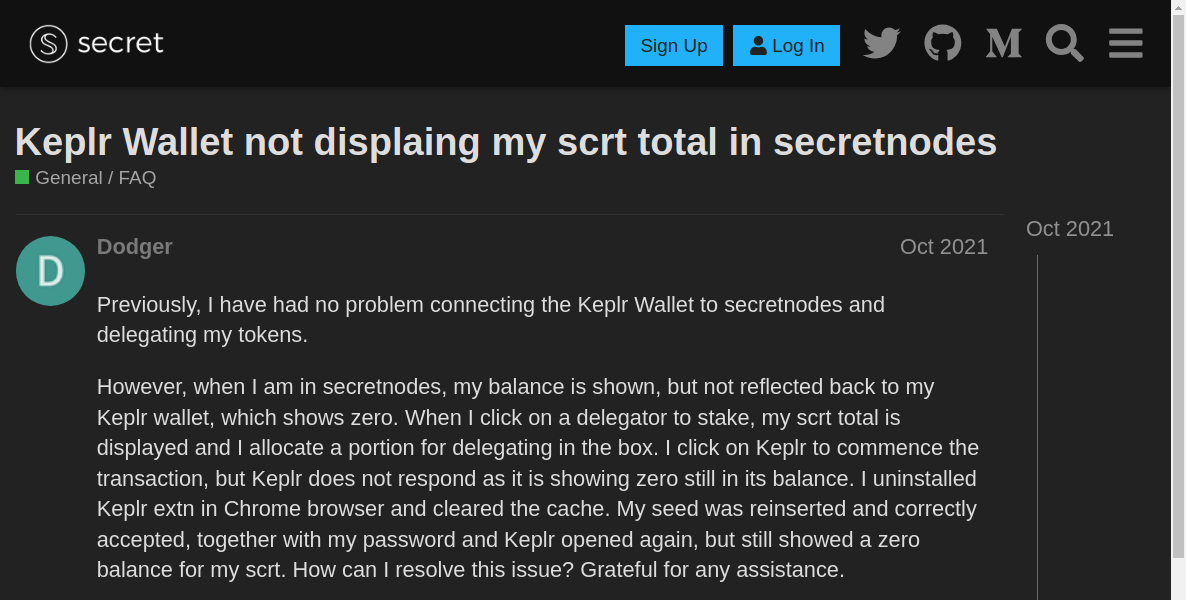 secret
Sign Up
Log In
Keplr Wallet not displaing my scrt total in secretnodes
General / FAQ
Oct 2021
D
Dodger
Oct 2021
Previously, I have had no problem connecting the Keplr Wallet to secretnodes and
delegating my tokens.
However, when I am in secretnodes, my balance is shown, but not reflected back to my
Keplr wallet, which shows zero. When I click on a delegator to stake, my scrt total is
displayed and I allocate a portion for delegating in the box. I click on Keplr to commence the
transaction, but Keplr does not respond as it is showing zero still in its balance. I uninstalled
Keplr extn in Chrome browser and cleared the cache. My seed was reinserted and correctly
accepted, together with my password and Keplr opened again, but still showed a zero
balance for my scrt. How can I resolve this issue? Grateful for any assistance.